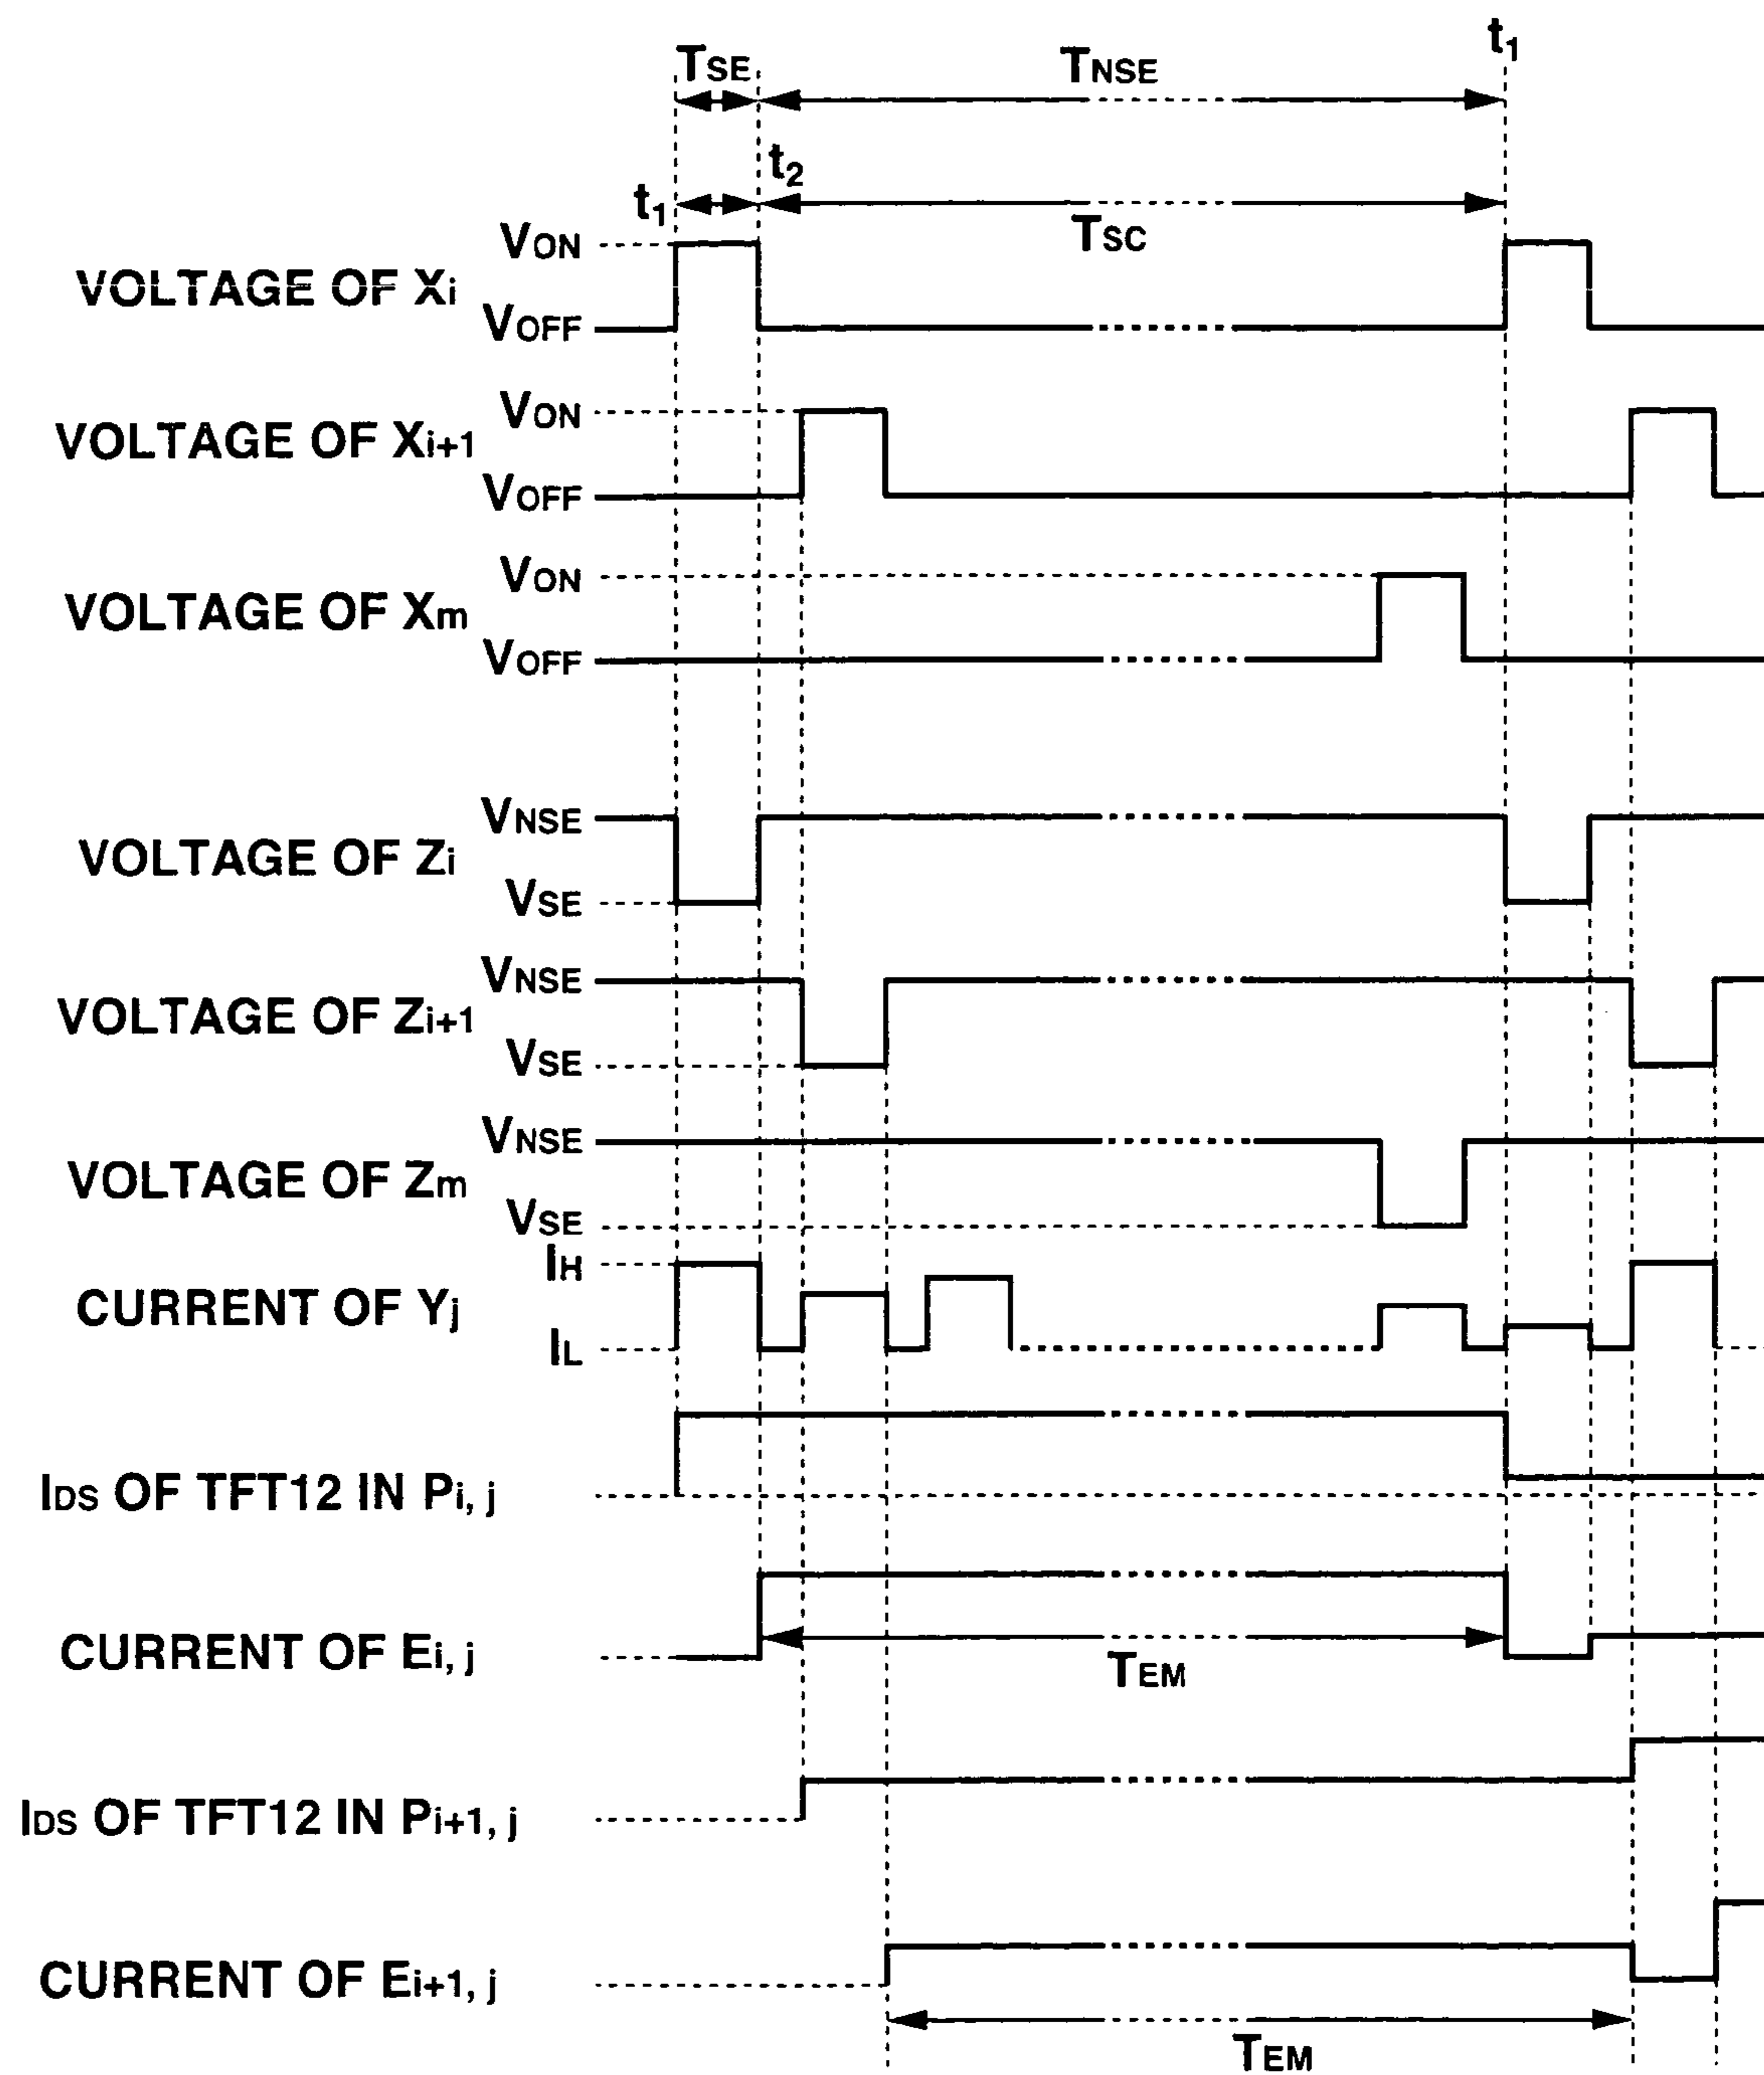 TSE
TNSE
t1
t2
t1
TSC
VON
VOLTAGE OF Xi
VOFF
VON
VOLTAGE OF Xi+1
VOFF
VON
VOLTAGE OF Xm
VOFF
VNSE
VOLTAGE OF Zi
VSE
VNSE
VOLTAGE OF Zi+1
VSE
VNSE
VOLTAGE OF Zm
VSE
IH
CURRENT OF Yj
IL
IDS OF TFT12 IN Pi, j
CURRENT OF Ei, j
TEM
IDS OF TFT12 IN Pi+1, j
CURRENT OF Ei+1, j
TEM